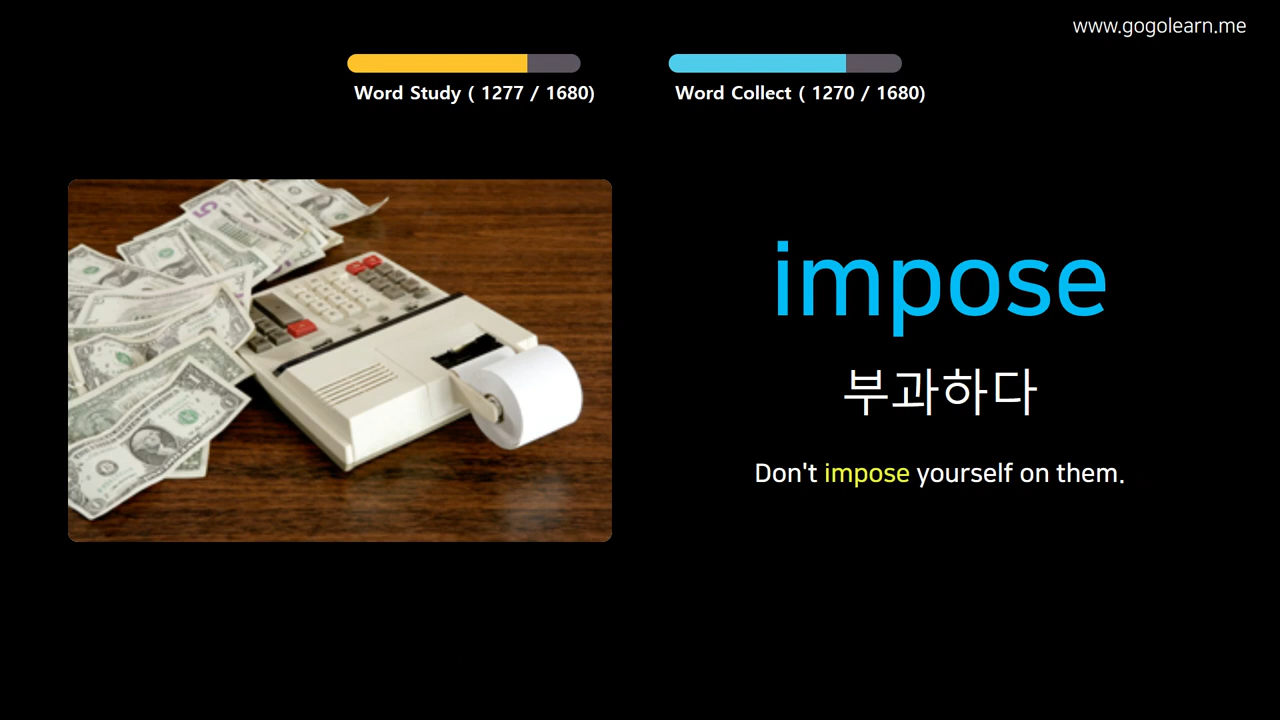 www.gogolearn.me
Word Study ( 1277 / 1680)
Word Collect ( 1270 / 1680)
impose
부과하다
Don't impose yourself on them.